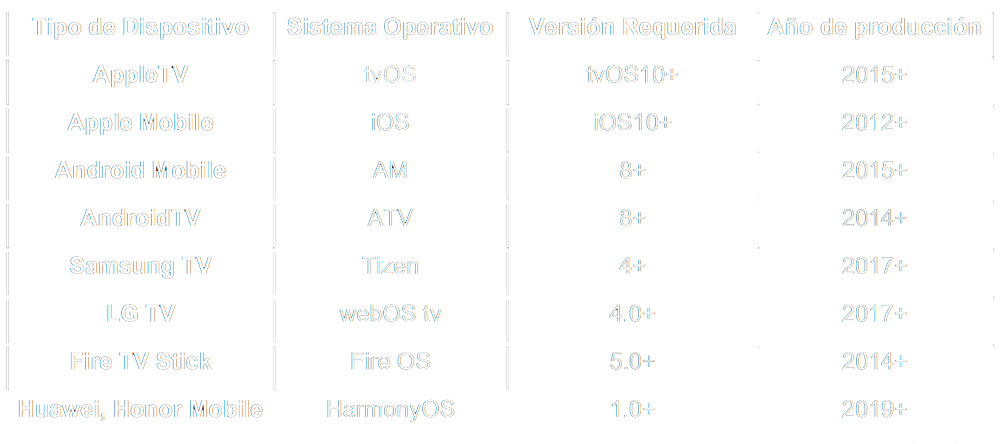 Tipo de Dispositivo Sistema Operativo Versión Requerida Año de producción
AppleTV tvOS tvOS10+ 2015+
Apple Mobile iOS iOS10+ 2012+
Android Mobile AM 8+ 2015+
AndroidTV ATV 8+ 2014+
Samsung TV Tizen 4+ 2017+
LG TV webOS tv 4.0+ 2017+
Fire TV Stick Fire OS 5.0+ 2014+
Huawei, Honor Mobile HarmonyOS 1.0+ 2019+